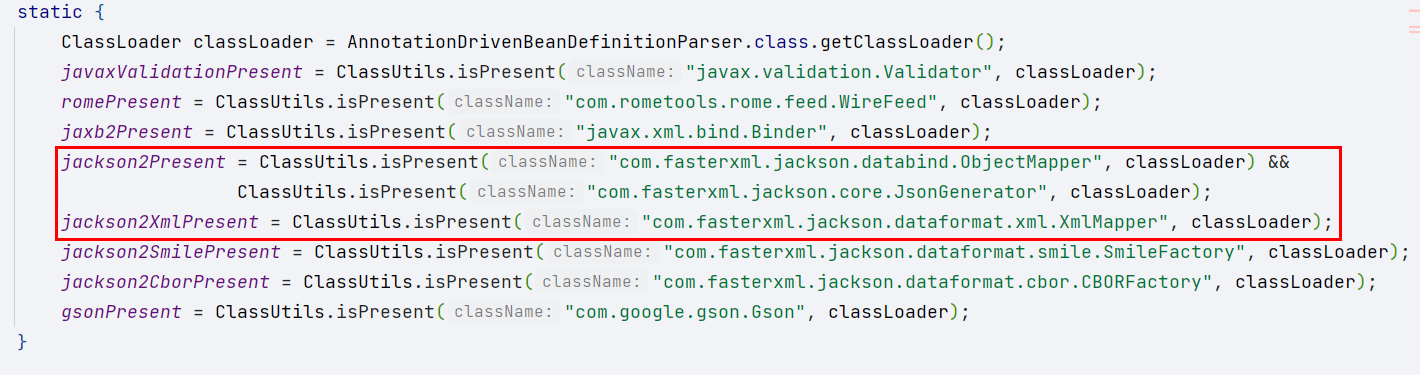 static {
ClassLoader classLoader = AnnotationDrivenBeanDefinitionParser.class.getClassLoader();
javaxValidationPresent = ClassUtils.isPresent( className: "javax.validation.Validator", classLoader);
romePresent = ClassUtils.isPresent( className: "com.rometools.rome.feed.WireFeed", classLoader);
jaxb2Present = ClassUtils.isPresent( className: "javax.xml.bind.Binder", classLoader);
jackson2Present = ClassUtils.isPresent( className: "com.fasterxml.jackson.databind.ObjectMapper", classLoader) &&
ClassUtils.isPresent( className: "com.fasterxml.jackson.core.JsonGenerator", classLoader);
jackson2XmlPresent = ClassUtils.isPresent( className: "com.fasterxml.jackson.dataformat.xml.XmlMapper", classLoader);
jackson2SmilePresent = ClassUtils.isPresent( className: "com.fasterxml.jackson.dataformat.smile.SmileFactory", classLoader);
jackson2CborPresent = ClassUtils.isPresent( className: "com.fasterxml.jackson.dataformat.cbor.CBORFactory", classLoader);
gsonPresent = ClassUtils.isPresent( className: "com.google.gson.Gson", classLoader);
}